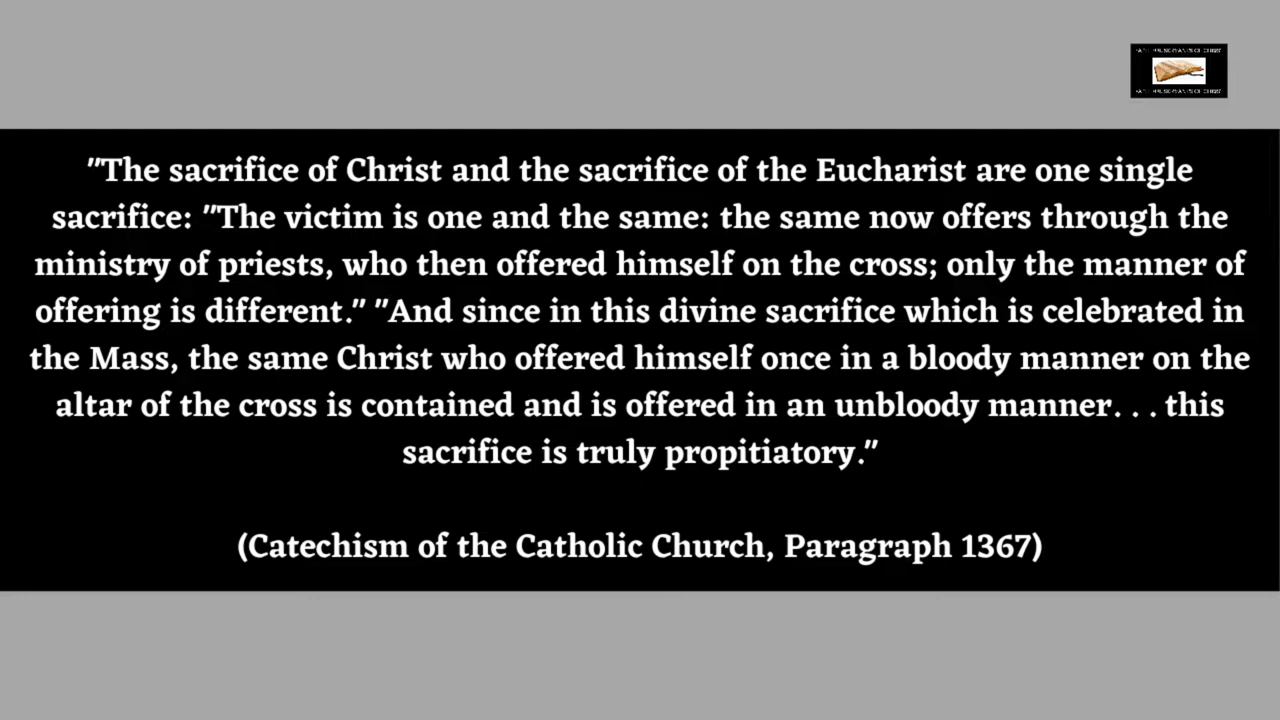 "The sacrifice of Christ and the sacrifice of the Eucharist are one single
sacrifice: "The victim is one and the same: the same now offers through the
ministry of priests, who then offered himself on the cross; only the manner of
offering is different." "And since in this divine sacrifice which is celebrated in
the Mass, the same Christ who offered himself once in a bloody manner on the
altar of the cross is contained and is offered in an unbloody manner. . . this
sacrifice is truly propitiatory."
(Catechism of the Catholic Church, Paragraph 1367)